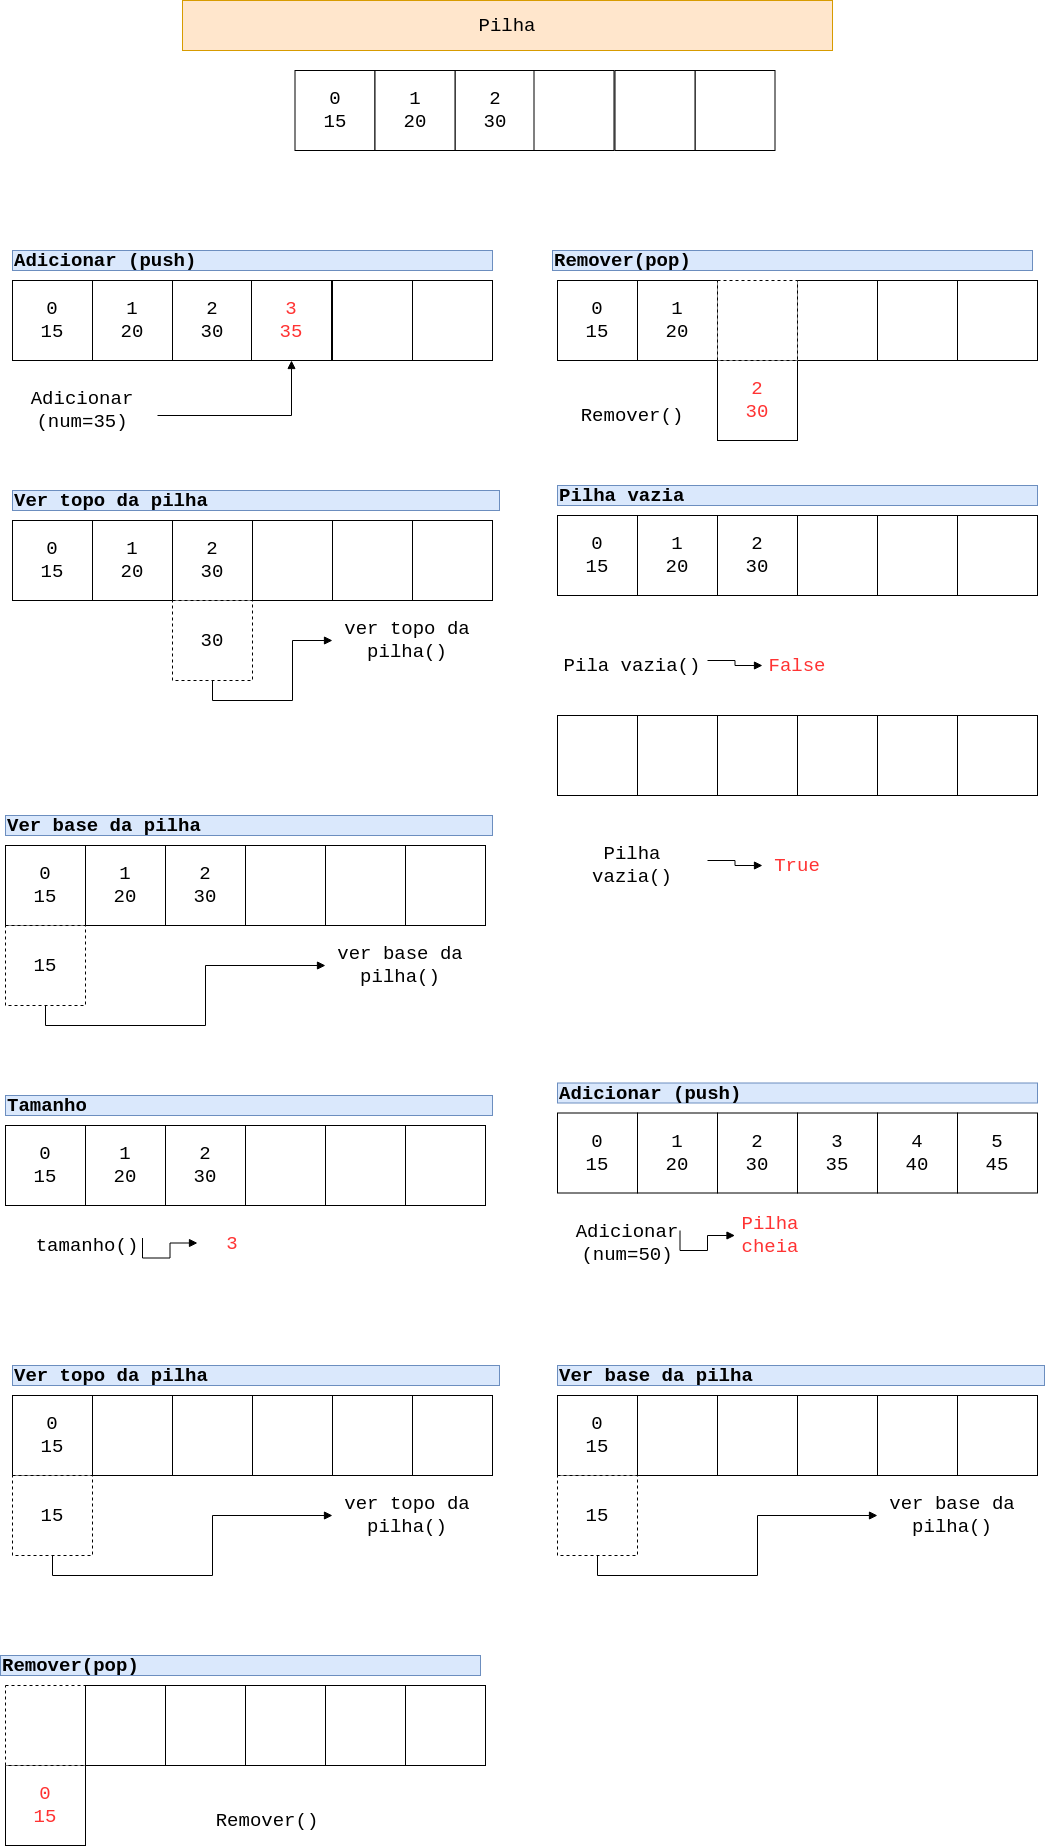 Pilha
0 1 2
15 20 30
Adicionar (push)
0 1 2 3
15 20 30 35
Adicionar
(num=35)
Remover(pop)
0 1
15 20
2
30
Remover()
Ver topo da pilha
0 1 2
15 20 30
30
ver topo da
pilha()
Pilha vazia
0 1 2
15 20 30
Pila vazia() False
Pilha
vazia()
True
Ver base da pilha
0 1 2
15 20 30
15
ver base da
pilha()
Tamanho
0 1 2
15 20 30
tamanho() 3
Adicionar (push)
0 1 2 3 4 5
15 20 30 35 40 45
Adicionar
(num=50)
Pilha
cheia
Ver topo da pilha
0
15
15
ver topo da
pilha()
Ver base da pilha
0
15
15
ver base da
pilha()
Remover(pop)
0
15
Remover()